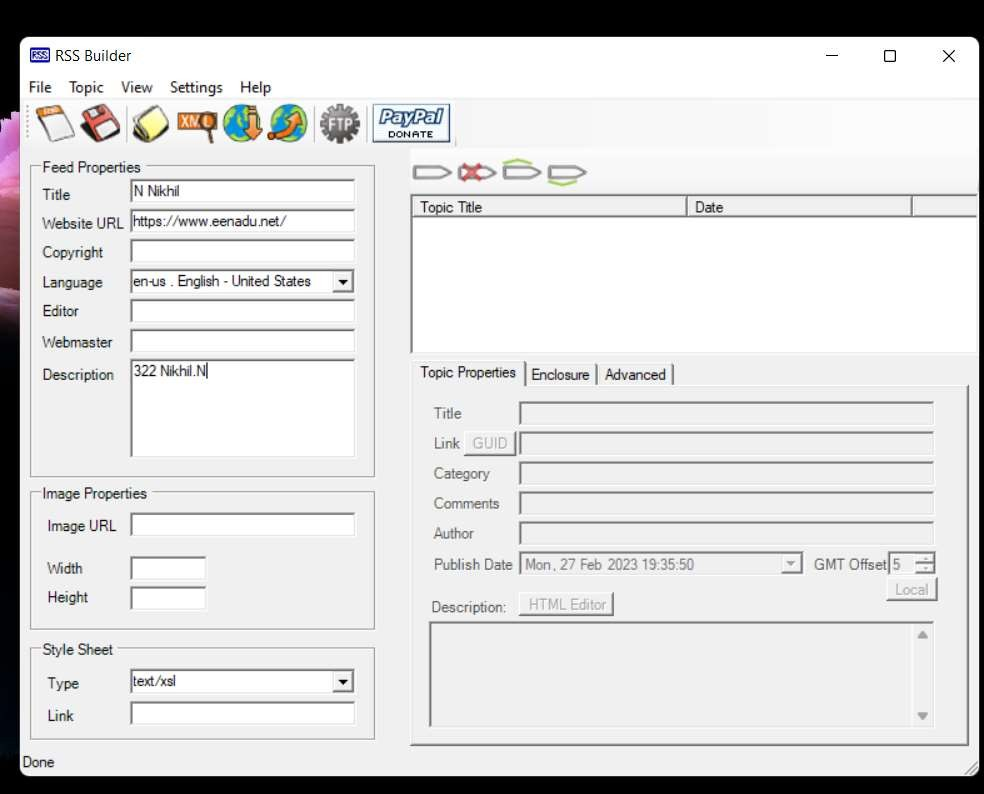 RSS RSS Builder
File Topic View Settings Help
XML FTP PayPal
DONATE
Feed Properties
Title N Nikhil
Website URL https://www.eenadu.net/
Copyright
Language en-us . English - United States
Editor
Webmaster
Description 322 Nikhil.N
Image Properties
Image URL
Width
Height
Style Sheet
Type text/xsl
Link
Topic Title Date
Topic Properties Enclosure Advanced
Title
Link GUID
Category
Comments
Author
Publish Date Mon, 27 Feb 2023 19:35:50 GMT Offset 5
Local
Description: HTML Editor
Done